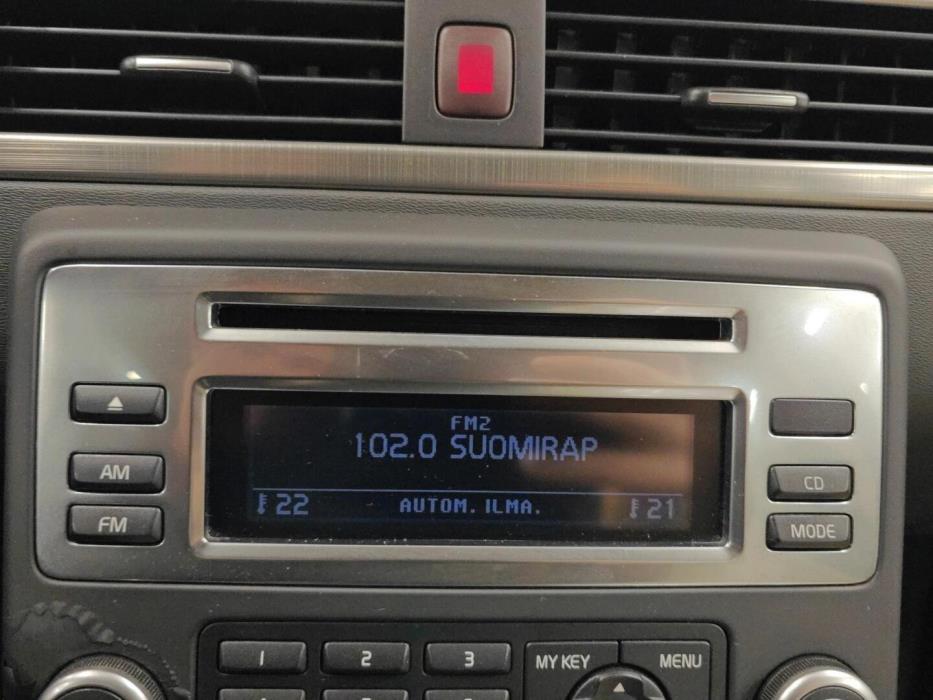 FM2
102.0 SUOMIRAP
22 AUTOM. ILMA. 21
AM
FM
CD
MODE
1 2 3
MY KEY MENU